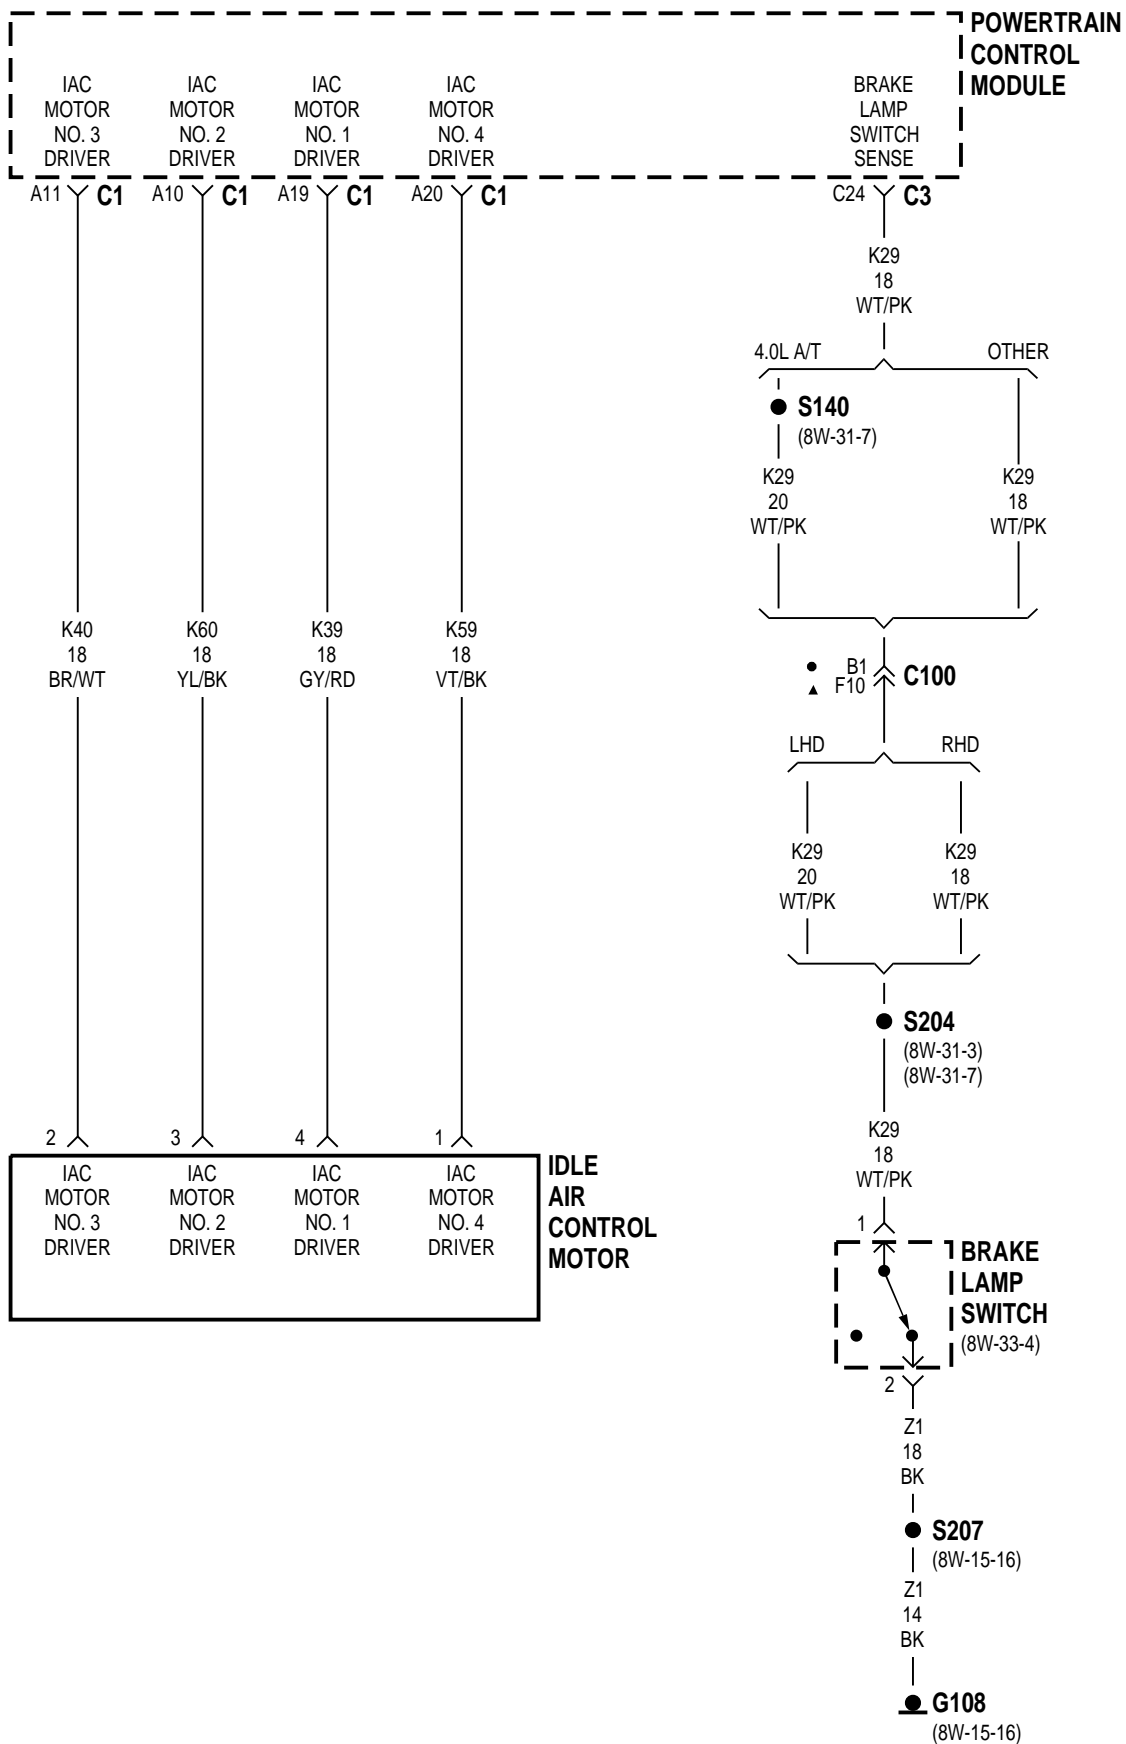 POWERTRAIN
CONTROL
MODULE
IAC
MOTOR
NO. 3
DRIVER
IAC
MOTOR
NO. 2
DRIVER
IAC
MOTOR
NO. 1
DRIVER
IAC
MOTOR
NO. 4
DRIVER
BRAKE
LAMP
SWITCH
SENSE
A11 C1
A10 C1
A19 C1
A20 C1
C24 C3
K29
18
WT/PK
4.0L A/T
OTHER
S140
(8W-31-7)
K29
20
WT/PK
K29
18
WT/PK
K40
18
BR/WT
K60
18
YL/BK
K39
18
GY/RD
K59
18
VT/BK
B1
F10
C100
LHD
RHD
K29
20
WT/PK
K29
18
WT/PK
S204
(8W-31-3)
(8W-31-7)
K29
18
WT/PK
2
3
4
1
IAC
MOTOR
NO. 3
DRIVER
IAC
MOTOR
NO. 2
DRIVER
IAC
MOTOR
NO. 1
DRIVER
IAC
MOTOR
NO. 4
DRIVER
IDLE
AIR
CONTROL
MOTOR
1
BRAKE
LAMP
SWITCH
(8W-33-4)
2
Z1
18
BK
S207
(8W-15-16)
Z1
14
BK
G108
(8W-15-16)